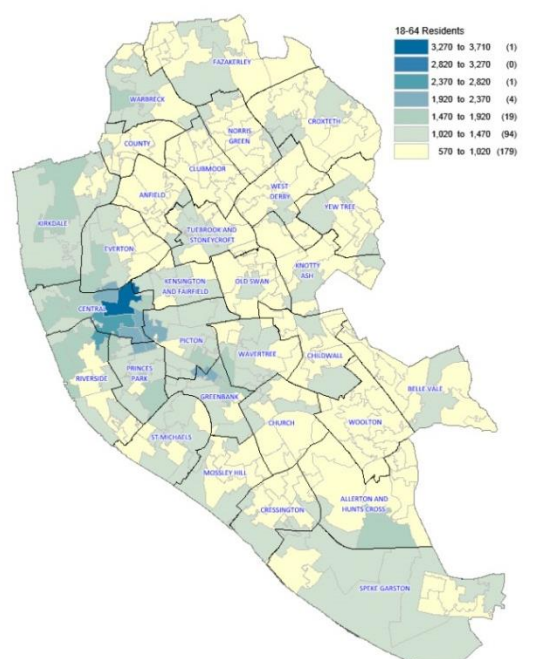 18-64 Residents
3,270 to 3,710 (1)
2,820 to 3,270 (0)
2,370 to 2,820 (1)
1,920 to 2,370 (4)
1,470 to 1,920 (19)
1,020 to 1,470 (94)
570 to 1,020 (179)
FAZAKERLEY
WARBRECK
CROXTETH
NORRIS
GREEN
COUNTY
CLUBMOOR
WEST
DERBY
ANFIELD
YEW TREE
KIRKDALE
TUEBROOK AND
STONEYCROFT
EVERTON
KNOTTY
ASH
KENSINGTON
AND FAIRFIELD
OLD SWAN
CENTRAL
PICTON
WAVERTREE
CHILDWALL
PRINCES
PARK
RIVERSIDE
BELLE VALE
GREENBANK
CHURCH
WOOLTON
ST MICHAELS
MOSSLEY HILL
ALLERTON AND
HUNTS CROSS
CRESSINGTON
SPEKE GARSTON